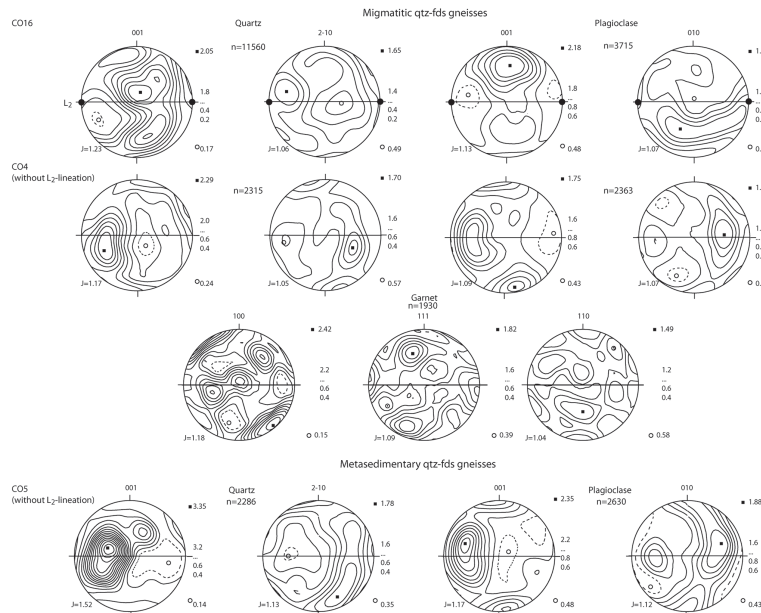 Migmatitic qtz-fds gneisses
CO16 Quartz Plagioclase
001 2-10 001 010
n=11560 n=3715
2.05 1.65 2.18 1.
L2
1.8 1.4 1.8
... ... ...
0.4 0.4 0.8
0.2 0.2 0.6
J=1.23 0.17 J=1.06 0.49 J=1.13 0.48 J=1.07 0.
CO4
(without L2-lineation)
n=2315 n=2363
2.29 1.70 1.75 1.
2.0 1.6 1.6
... ... ...
0.6 0.6 0.8
0.4 0.4 0.6
J=1.17 0.24 J=1.05 0.57 J=1.09 0.43 J=1.07 0.
Garnet
n=1930
100 111 110
2.42 1.82 1.49
2.2 1.6 1.2
... ... ...
0.6 0.6 0.6
0.4 0.4 0.4
J=1.18 0.15 J=1.09 0.39 J=1.04 0.58
Metasedimentary qtz-fds gneisses
CO5 Quartz Plagioclase
(without L2-lineation)
001 2-10 001 010
n=2286 n=2630
3.35 1.78 2.35 1.88
3.2 1.6 2.2 1.6
... ... ... ...
0.6 0.6 0.8 0.8
0.4 0.4 0.6 0.6
J=1.52 0.14 J=1.13 0.35 J=1.17 0.48 J=1.12 0.43